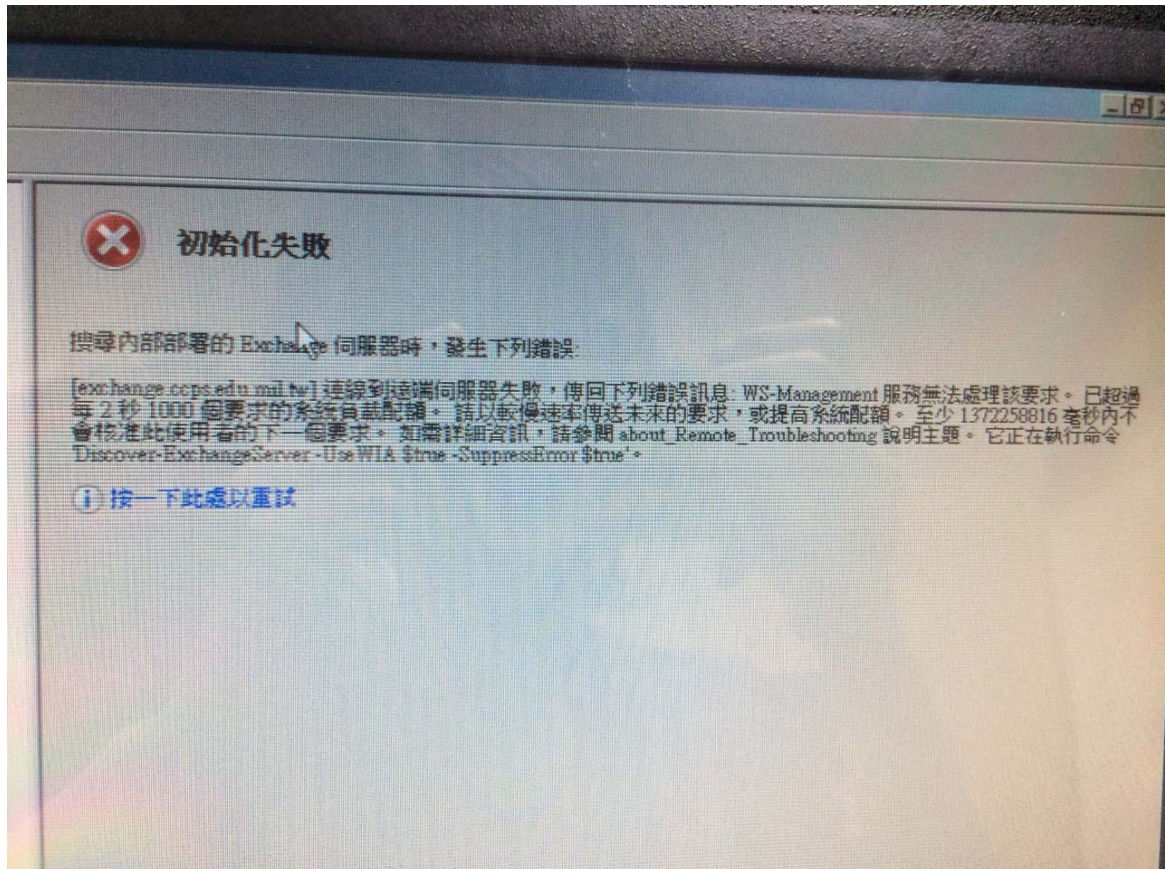 初始化失敗
搜尋內部部署的 Exchange 伺服器時，發生下列錯誤:
[exchange.ccps.edu.mil.tw] 連線到遠端伺服器失敗，傳回下列錯誤訊息: WS-Management 服務無法處理該要求。 已超過
每 2 秒 1000 個要求的系統負載配額。 請以較慢速率傳送未來的要求，或提高系統配額。 至少 1372258816 毫秒內不
會核准此使用者的下一個要求。 如需詳細資訊，請參閱 about_Remote_Troubleshooting 說明主題。 它正在執行命令
'Discover-ExchangeServer -UseWIA $true -SuppressError $true'。
按一下此處以重試